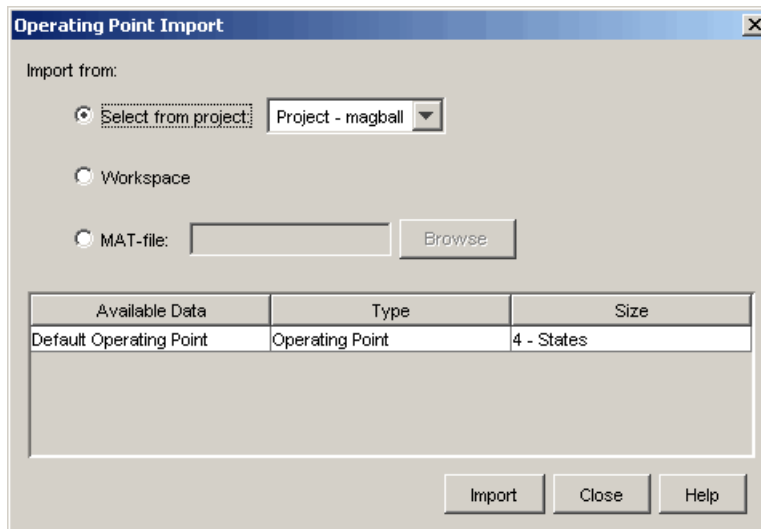 Operating Point Import
Import from:
Select from project: Project - magball
Workspace
MAT-file: Browse
Available Data Type Size
Default Operating Point Operating Point 4 - States
Import Close Help